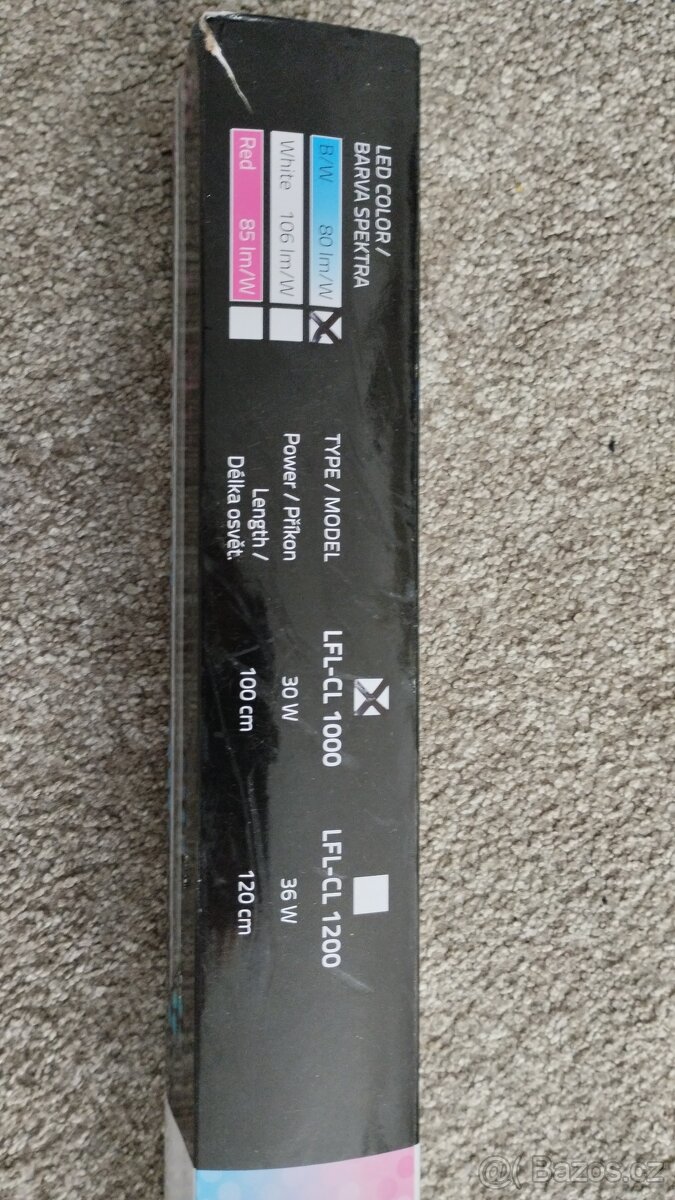 LED COLOR /
BARVA SPEKTRA
B/W 80 lm/W
White 106 lm/W
Red 85 lm/W
TYPE / MODEL LFL-CL 1000 LFL-CL 1200
Power / Příkon 30 W 36 W
Length /
Délka osvět. 100 cm 120 cm
@( Bazos.cz